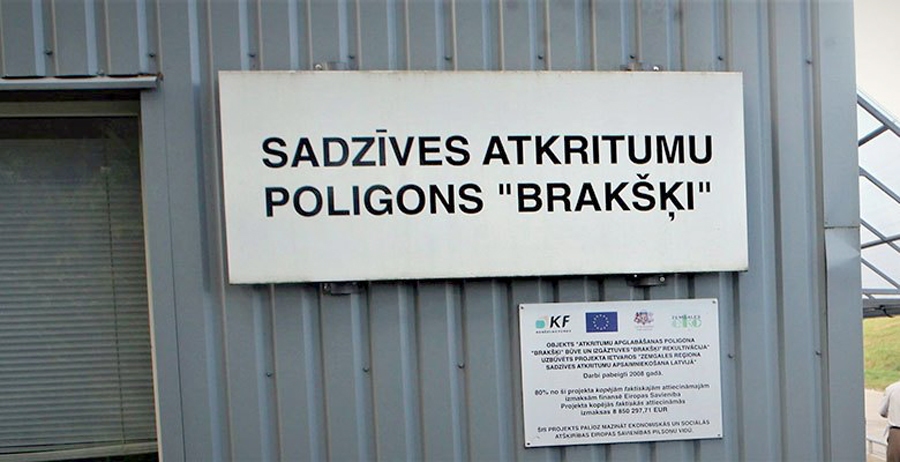 SADZĪVES ATKRITUMU
POLIGONS "BRAKŠĶI"
KF
ZEMGALES
EKO
OBJEKTS "ATKRITUMU APGLABĀŠANAS POLIGONA
"BRAKŠĶI" BŪVE UN IZGĀZTUVES "BRAKŠĶI" REKULTIVĀCIJA"
UZBŪVĒTS PROJEKTA IETVAROS "ZEMGALES REĢIONA
SADZĪVES ATKRITUMU APSAIMNIEKOŠANA LATVIJĀ"
Darbi pabeigti 2008 gadā.
80% no šī projekta kopējām faktiskajām attiecināmajām
izmaksām finansē Eiropas Savienība
Projekta kopējās faktiskās attiecināmās
izmaksas 8 850 297,71 EUR
ŠIS PROJEKTS PALĪDZ MAZINĀT EKONOMISKĀS UN SOCIĀLĀS
ATŠĶIRĪBAS EIROPAS SAVIENĪBAS PILSOŅU VIDŪ.